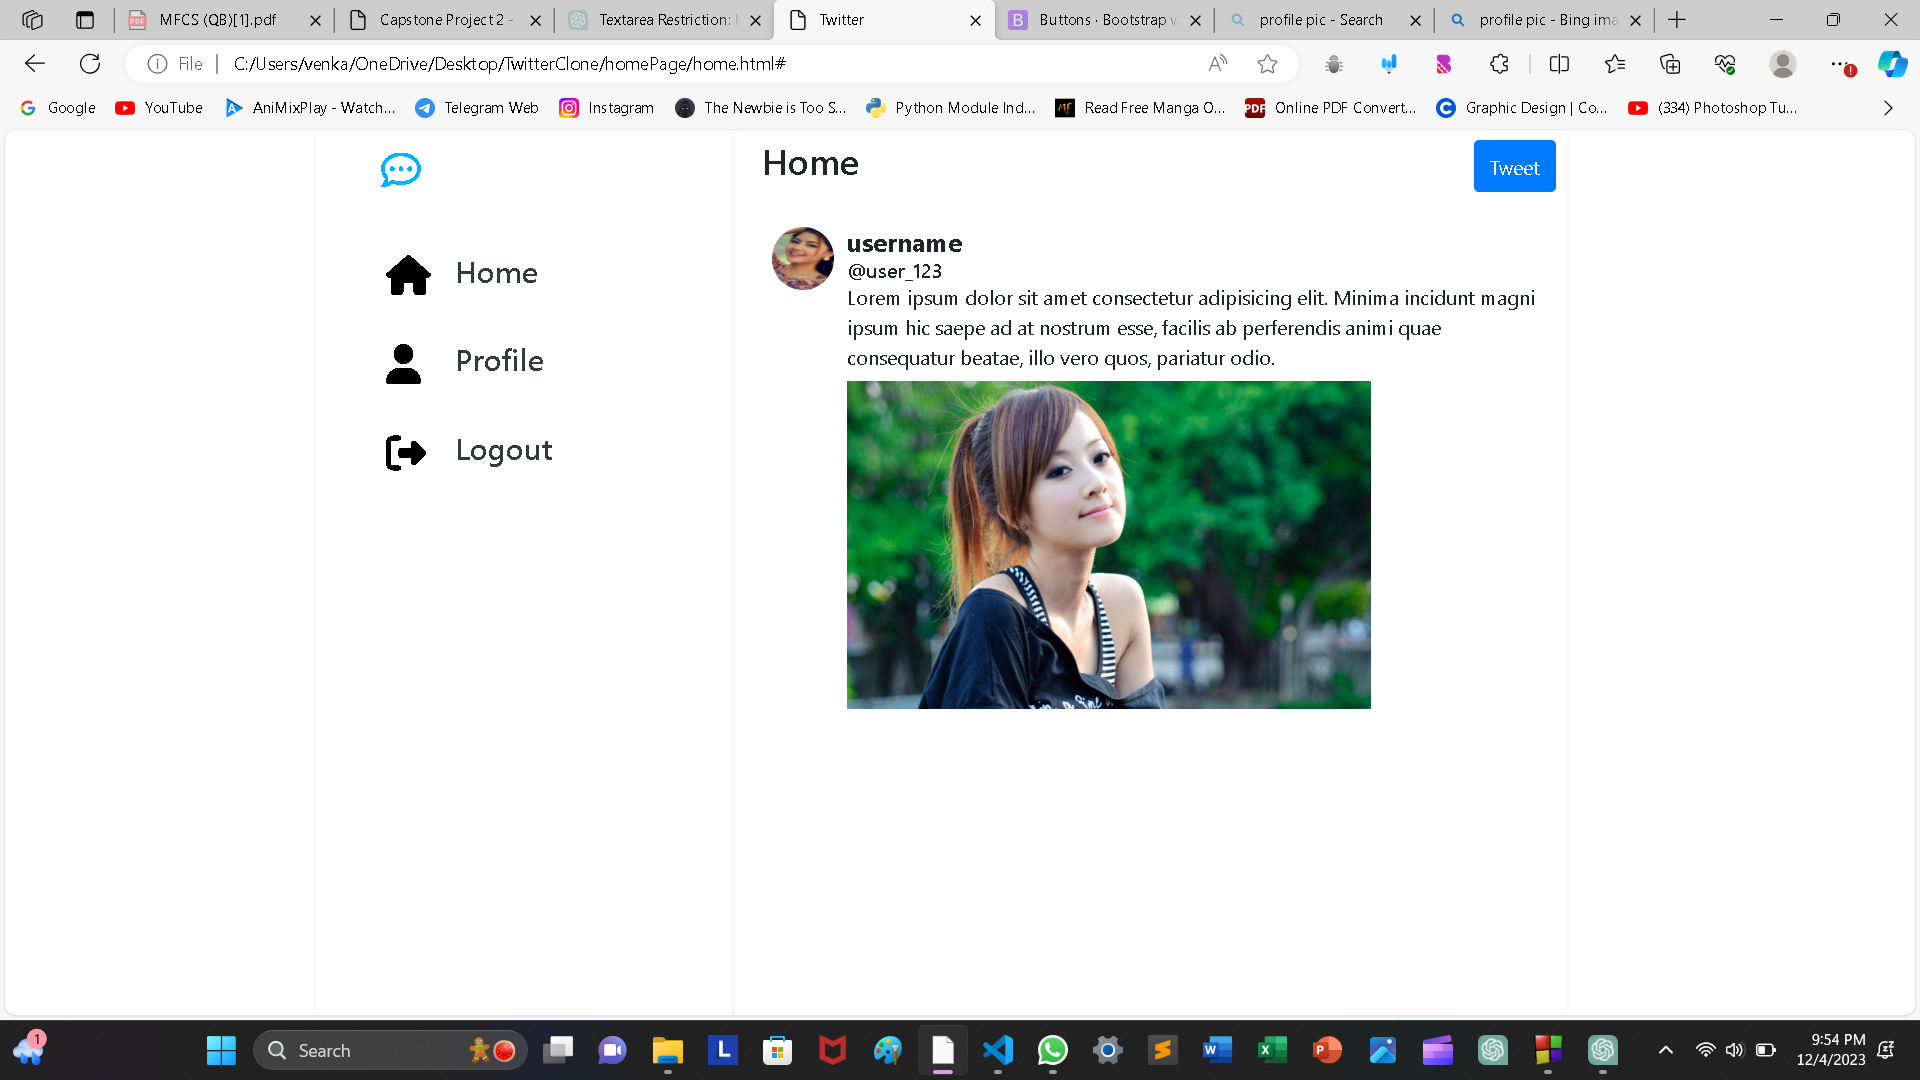 MFCS (QB)[1].pdf
Capstone Project 2 -
Textarea Restriction:
Twitter
Buttons · Bootstrap v
profile pic - Search
profile pic - Bing ima
File
C:/Users/venka/OneDrive/Desktop/TwitterClone/homePage/home.html#
Google
YouTube
AniMixPlay - Watch...
Telegram Web
Instagram
The Newbie is Too S...
Python Module Ind...
MF
Read Free Manga O...
PDF
Online PDF Convert...
Graphic Design | Co...
(334) Photoshop Tu...
Home
Profile
Logout
Home
Tweet
username
@user_123
Lorem ipsum dolor sit amet consectetur adipisicing elit. Minima incidunt magni
ipsum hic saepe ad at nostrum esse, facilis ab perferendis animi quae
consequatur beatae, illo vero quos, pariatur odio.
1
Search
L
9:54 PM
12/4/2023